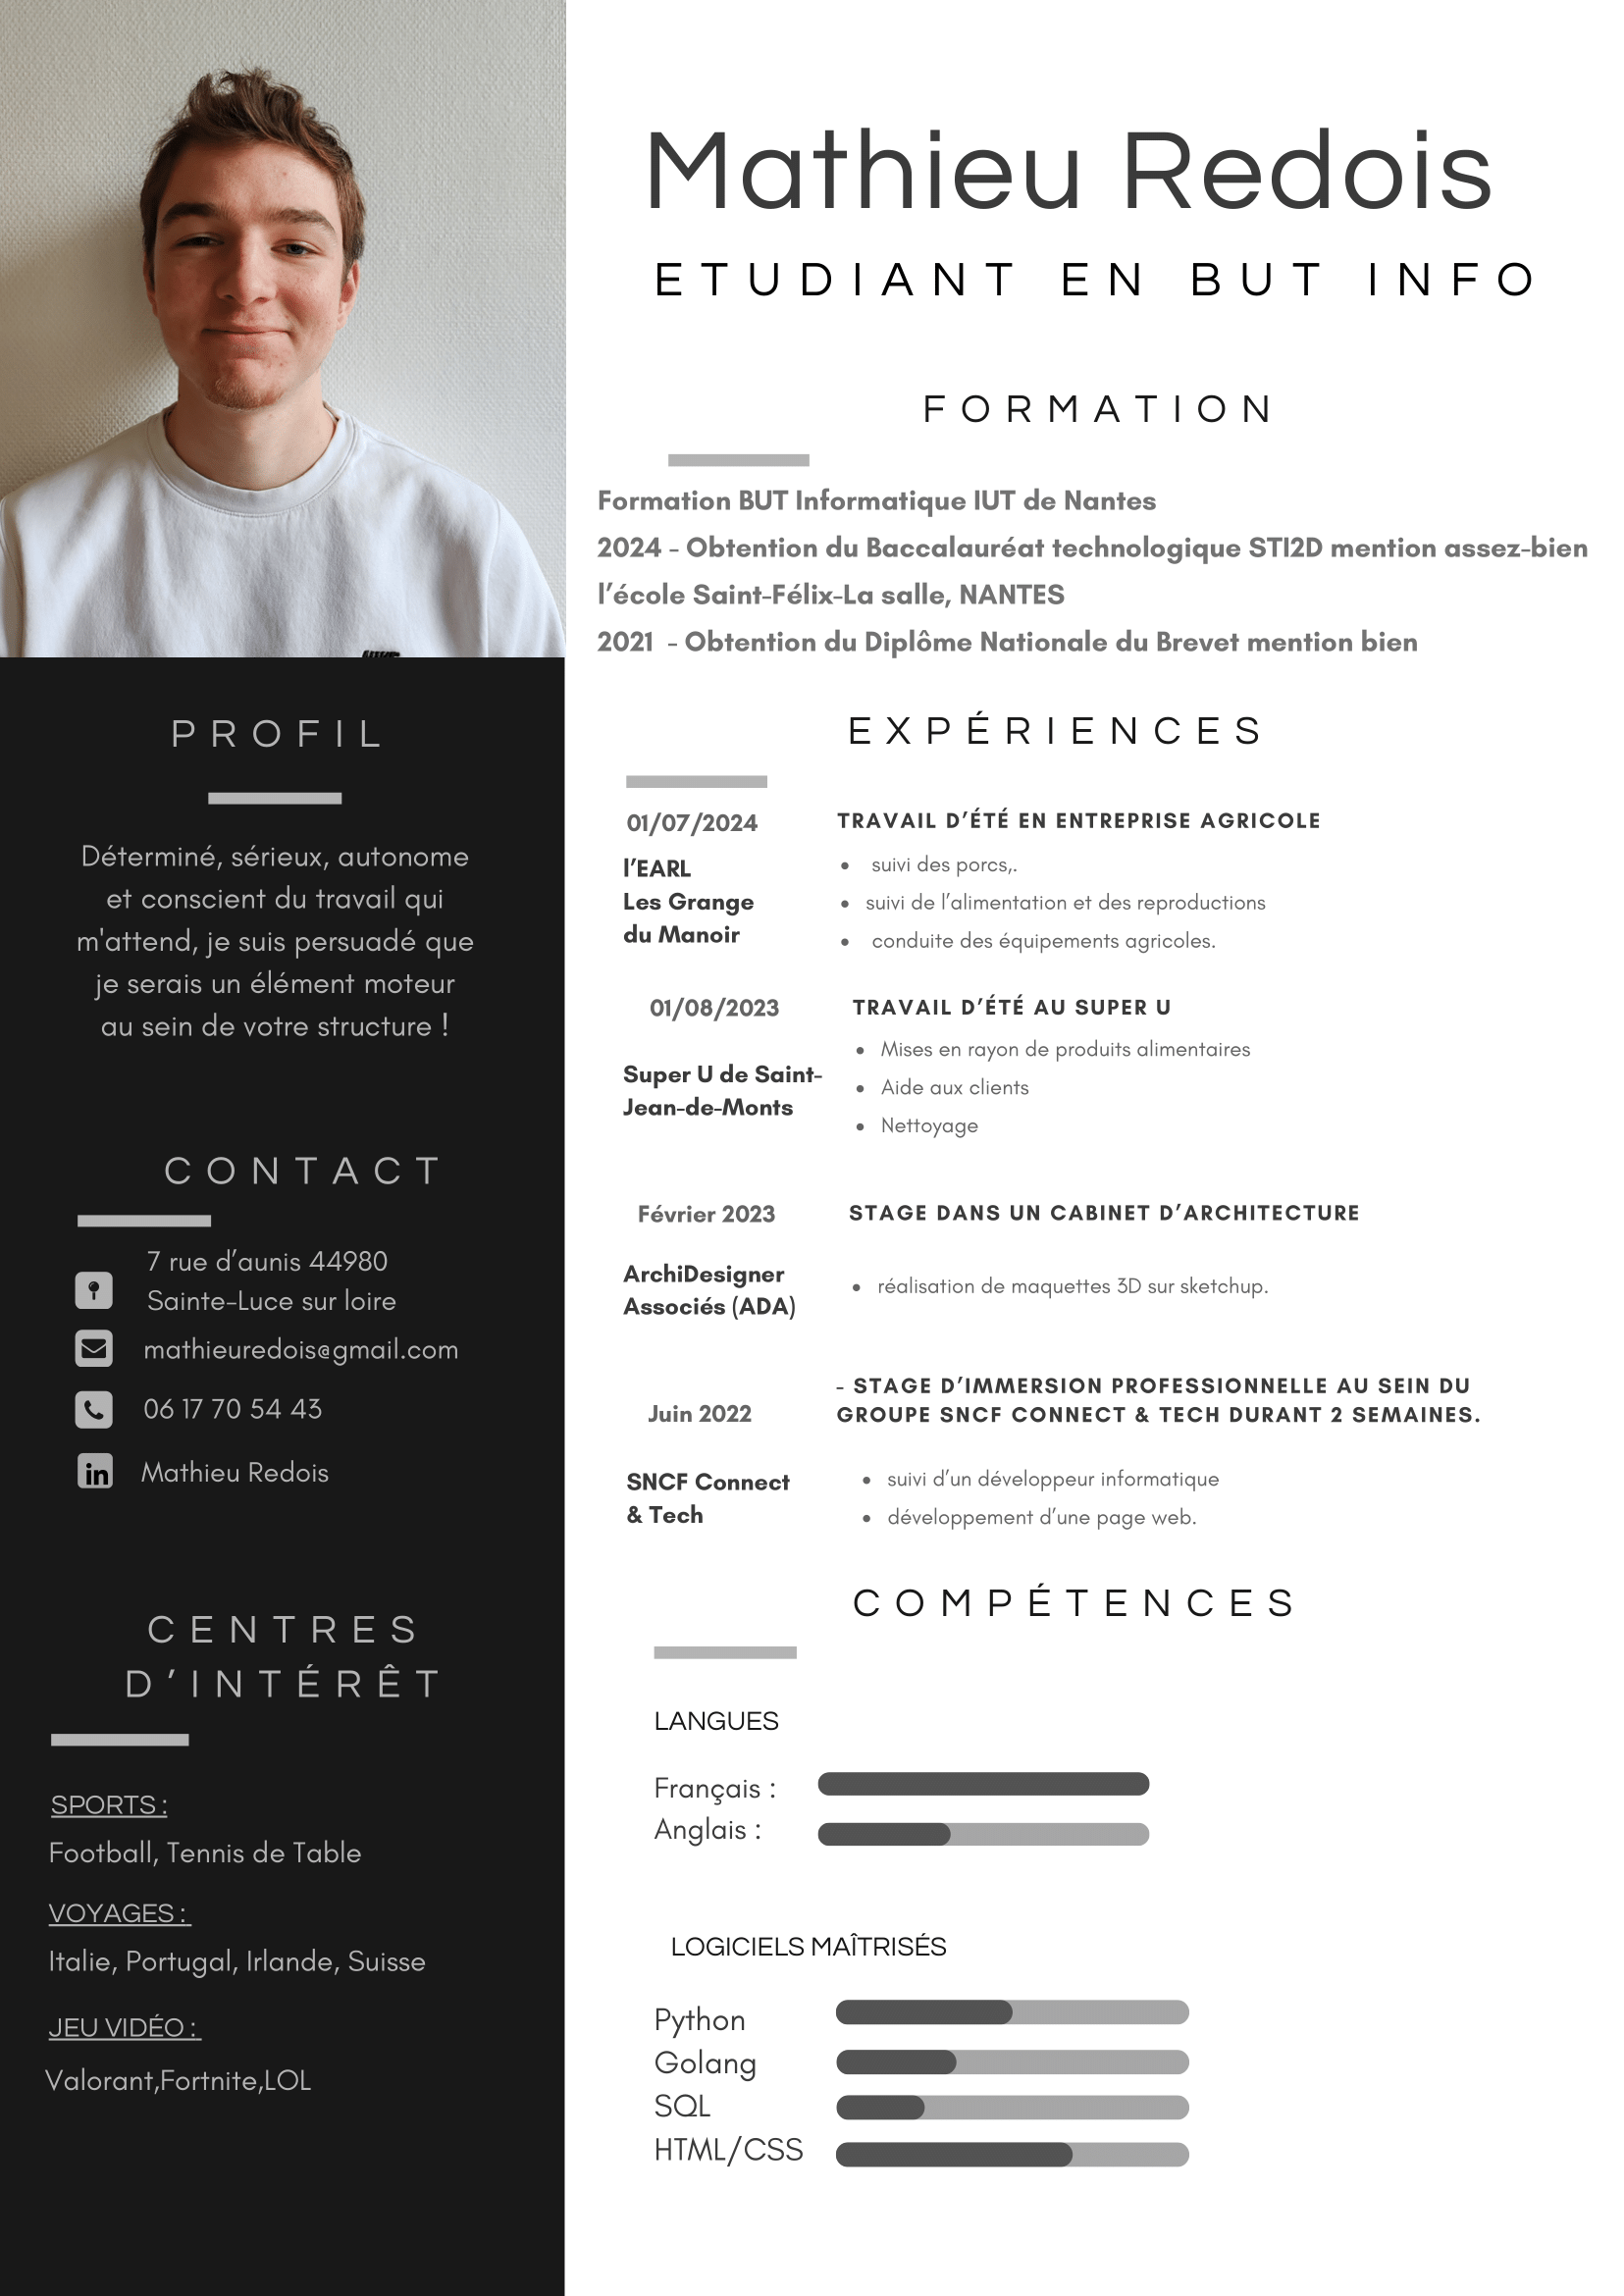 Mathieu Redois
ETUDIANT EN BUT INFO
FORMATION
Formation BUT Informatique IUT de Nantes
2024 - Obtention du Baccalauréat technologique STI2D mention assez-bien
l’école Saint-Félix-La salle, NANTES
2021 - Obtention du Diplôme Nationale du Brevet mention bien
EXPÉRIENCES
01/07/2024
TRAVAIL D’ÉTÉ EN ENTREPRISE AGRICOLE
l’EARL
Les Grange
du Manoir
• suivi des porcs,.
• suivi de l’alimentation et des reproductions
• conduite des équipements agricoles.
01/08/2023
TRAVAIL D’ÉTÉ AU SUPER U
Super U de Saint-
Jean-de-Monts
• Mises en rayon de produits alimentaires
• Aide aux clients
• Nettoyage
Février 2023
STAGE DANS UN CABINET D’ARCHITECTURE
ArchiDesigner
Associés (ADA)
• réalisation de maquettes 3D sur sketchup.
Juin 2022
- STAGE D’IMMERSION PROFESSIONNELLE AU SEIN DU
GROUPE SNCF CONNECT & TECH DURANT 2 SEMAINES.
SNCF Connect
& Tech
• suivi d’un développeur informatique
• développement d’une page web.
COMPÉTENCES
LANGUES
Français :
Anglais :
LOGICIELS MAÎTRISÉS
Python
Golang
SQL
HTML/CSS
PROFIL
Déterminé, sérieux, autonome
et conscient du travail qui
m'attend, je suis persuadé que
je serais un élément moteur
au sein de votre structure !
CONTACT
7 rue d’aunis 44980
Sainte-Luce sur loire
mathieuredois@gmail.com
06 17 70 54 43
in
Mathieu Redois
CENTRES
D’INTÉRÊT
SPORTS :
Football, Tennis de Table
VOYAGES :
Italie, Portugal, Irlande, Suisse
JEU VIDÉO :
Valorant,Fortnite,LOL